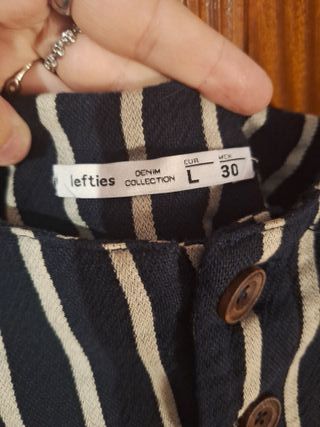 lefties
DENIM
COLLECTION
EUR
L
MEX
30